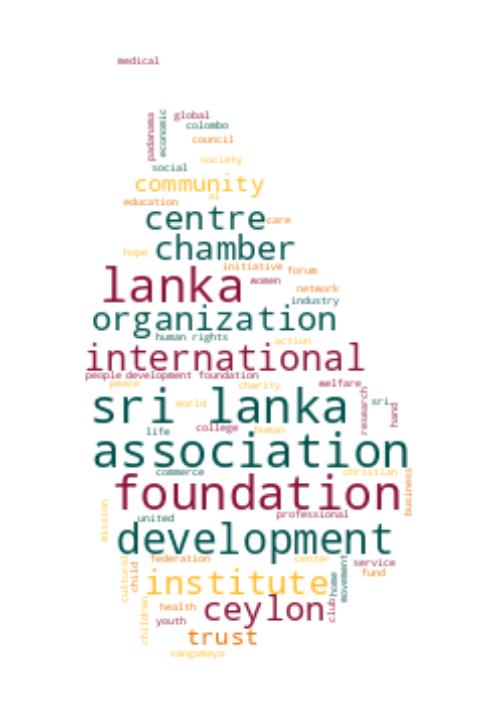 medical
global
padanama
economic
colombo
council
society
social
community
al
education
centre
care
chamber
hope
initiative
forum
lanka
women
network
industry
organization
human rights
action
international
people
development foundation
peace
charity
welfare
sri lanka
world
research
sri
hand
life
college
human
association
commerce
christian
foundation
business
mission
united
professional
development
federation
center
service
cultural
child
institute
home
movement
fund
children
health
ceylon
club
youth
trust
sangamaya